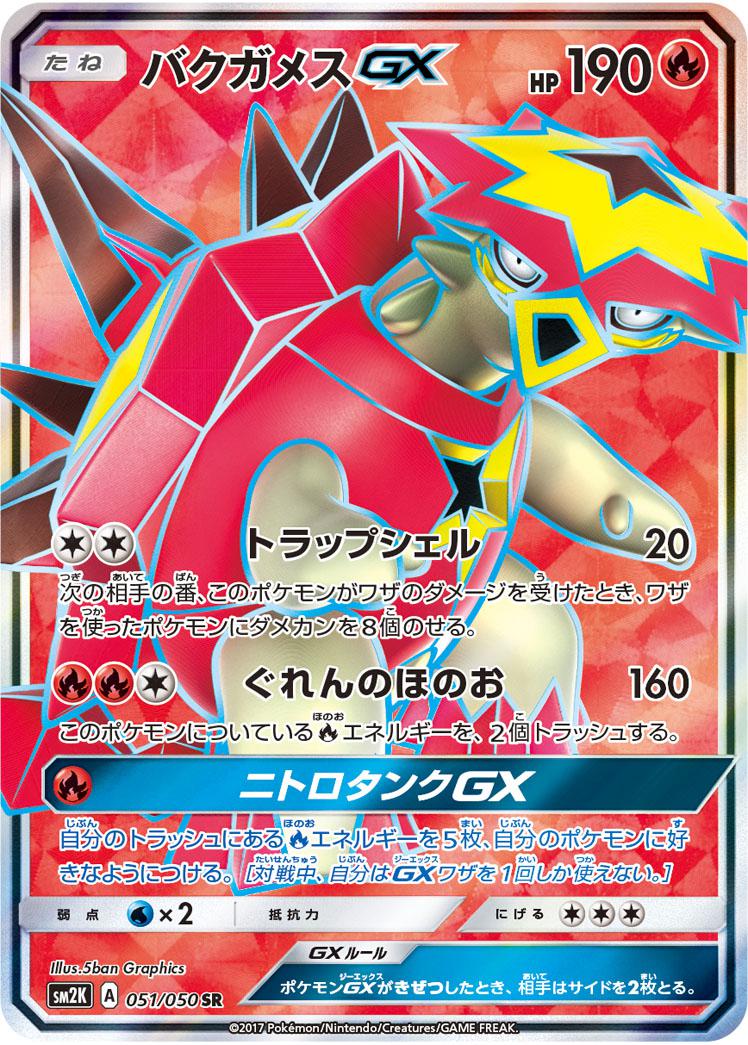 たね バクガメスGX HP 190
トラップシェル 20
次の相手の番、このポケモンがワザのダメージを受けたとき、ワザ
を使ったポケモンにダメカンを8個のせる。
ぐれんのほのお 160
このポケモンについているエネルギーを、2個トラッシュする。
ニトロタンクGX
自分のトラッシュにあるエネルギーを5枚、自分のポケモンに好
きなようにつける。[対戦中、自分はGXワザを1回しか使えない。]
弱点 ×2 抵抗力 にげる
Illus.5ban Graphics
GXルール
ポケモンGXがきぜつしたとき、相手はサイドを2枚とる。
SM2K A 051/050 SR
©2017 Pokémon/Nintendo/Creatures/GAME FREAK.